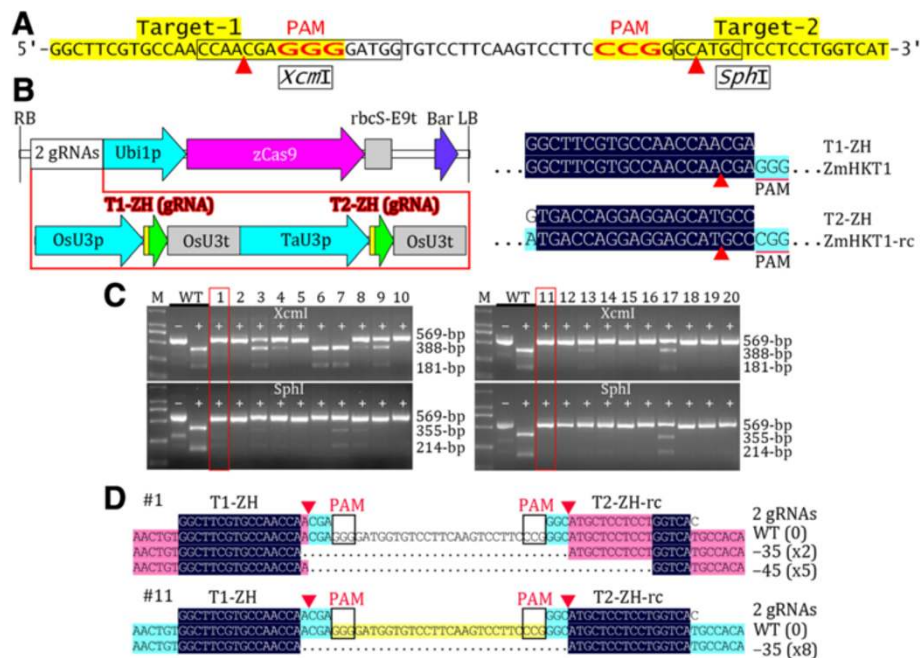 A
Target-1 PAM PAM Target-2
5'-GGCTTCGTGCCAACCAACGAGGGGATGGTGTCCTTCAAGTCCTTCCCGGGCATGCTCCTCCTGGTCAT-3'
XcmI SphI
B
RB rbcS-E9t Bar LB
2 gRNAs Ubi1p zCas9
T1-ZH (gRNA) T2-ZH (gRNA)
OsU3p OsU3t TaU3p OsU3t
GGCTTCGTGCCAACCAACGA T1-ZH
... GGCTTCGTGCCAACCAACGAGGG ... ZmHKT1
PAM
GTGACCAGGAGGAGCATGCC T2-ZH
... ATGACCAGGAGGAGCATGCCCGG ... ZmHKT1-rc
PAM
C
M WT 1 2 3 4 5 6 7 8 9 10
XcmI
− + + + + + + + + + + +
569-bp
388-bp
181-bp
SphI
− + + + + + + + + + + +
569-bp
355-bp
214-bp
M WT 11 12 13 14 15 16 17 18 19 20
XcmI
− + + + + + + + + + + +
569-bp
388-bp
181-bp
SphI
− + + + + + + + + + + +
569-bp
355-bp
214-bp
D
#1 T1-ZH PAM PAM T2-ZH-rc
GGCTTCGTGCCAACCAACGA GGCATGCTCCTCCTGGTCAC 2 gRNAs
AACTGTGGCTTCGTGCCAACCAACGAGGGGATGGTGTCCTTCAAGTCCTTCCCGGGCATGCTCCTCCTGGTCATGCCACA WT (0)
AACTGTGGCTTCGTGCCAACCA...................................ATGCTCCTCCTGGTCATGCCACA −35 (x2)
AACTGTGGCTTCGTGCCAACCA.............................................GGTCATGCCACA −45 (x5)
#11 T1-ZH PAM PAM T2-ZH-rc
GGCTTCGTGCCAACCAACGA GGCATGCTCCTCCTGGTCAC 2 gRNAs
AACTGTGGCTTCGTGCCAACCAACGAGGGGATGGTGTCCTTCAAGTCCTTCCCGGGCATGCTCCTCCTGGTCATGCCACA WT (0)
AACTGTGGCTTCGTGCCAACCA...................................ATGCTCCTCCTGGTCATGCCACA −35 (x8)